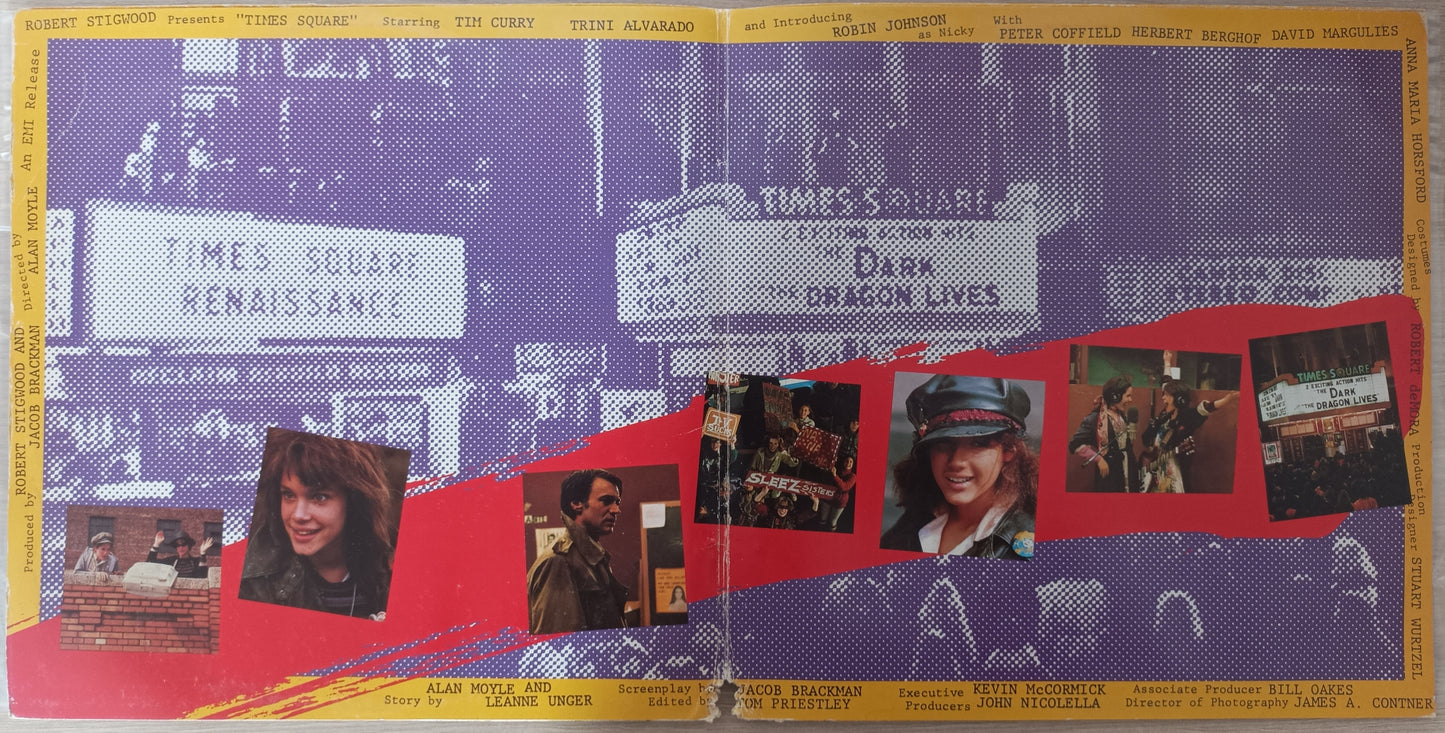 ROBERT STIGWOOD Presents "TIMES SQUARE" Starring TIM CURRY TRINI ALVARADO
and Introducing ROBIN JOHNSON as Nicky
With PETER COFFIELD HERBERT BERGHOF DAVID MARGULIES
ANNA MARIA HORSFORD
Costumes Designed by ROBERT deMORA
Production Designer STUART WURTZEL
An EMI Release
Directed by ALAN MOYLE
Produced by ROBERT STIGWOOD AND JACOB BRACKMAN
TIMES SQUARE
RENAISSANCE
TIMES SQUARE
2 EXCITING ACTION HITS
THE DARK
THE DRAGON LIVES
TIMES SQUARE
2 EXCITING ACTION HITS
THE DARK
THE DRAGON LIVES
SLEEZ SISTERS
Story by ALAN MOYLE AND
LEANNE UNGER
Screenplay by JACOB BRACKMAN
Edited by TOM PRIESTLEY
Executive Producers KEVIN McCORMICK
JOHN NICOLELLA
Associate Producer BILL OAKES
Director of Photography JAMES A. CONTNER